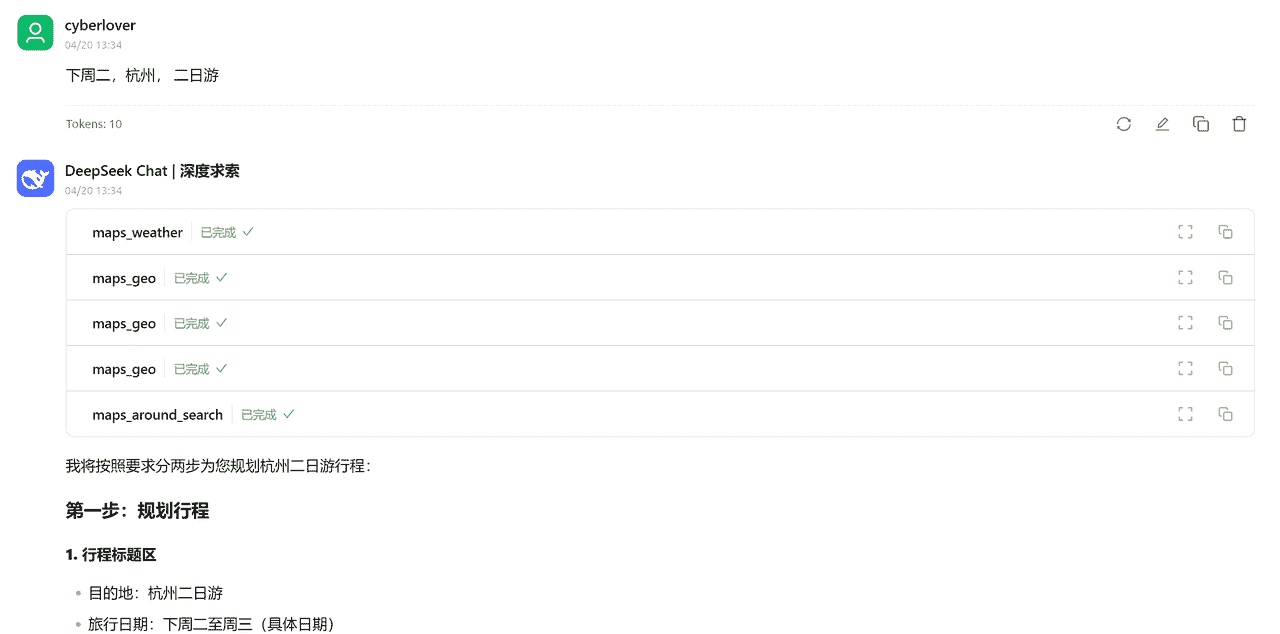 cyberlover
04/20 13:34
下周二，杭州， 二日游
Tokens: 10
DeepSeek Chat | 深度求索
04/20 13:34
maps_weather 已完成
maps_geo 已完成
maps_geo 已完成
maps_geo 已完成
maps_around_search 已完成
我将按照要求分两步为您规划杭州二日游行程：
第一步：规划行程
1. 行程标题区
目的地：杭州二日游
旅行日期：下周二至周三（具体日期）